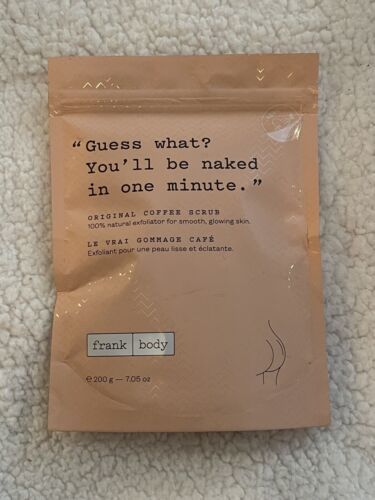 “Guess what?
You’ll be naked
in one minute.”
ORIGINAL COFFEE SCRUB
100% natural exfoliator for smooth, glowing skin.
LE VRAI GOMMAGE CAFÉ
Exfoliant pour une peau lisse et éclatante.
frank body
℮ 200 g — 7.05 oz